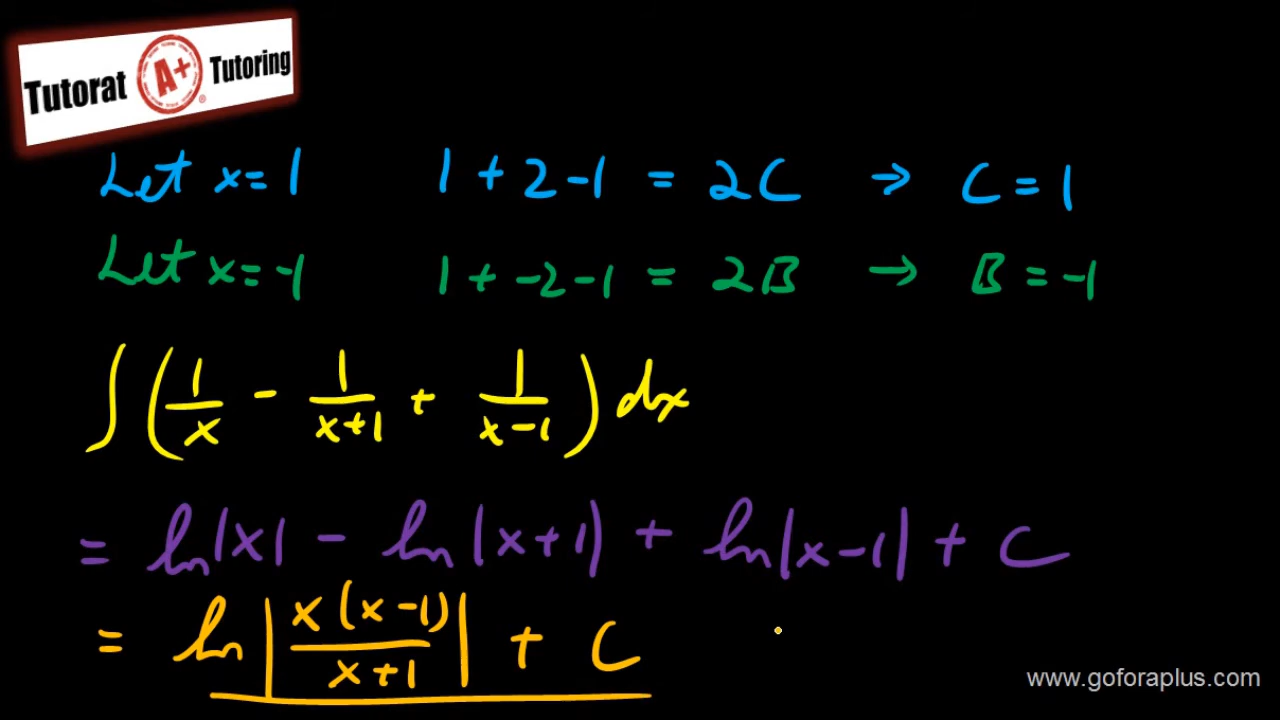 Tutorat A+ Tutoring
Let x = 1 1 + 2 - 1 = 2C → C = 1
Let x = -1 1 + -2 - 1 = 2B → B = -1
∫ (1/x - 1/(x+1) + 1/(x-1)) dx
= ln|x| - ln|x+1| + ln|x-1| + C
= ln|x(x-1)/(x+1)| + C
www.goforaplus.com